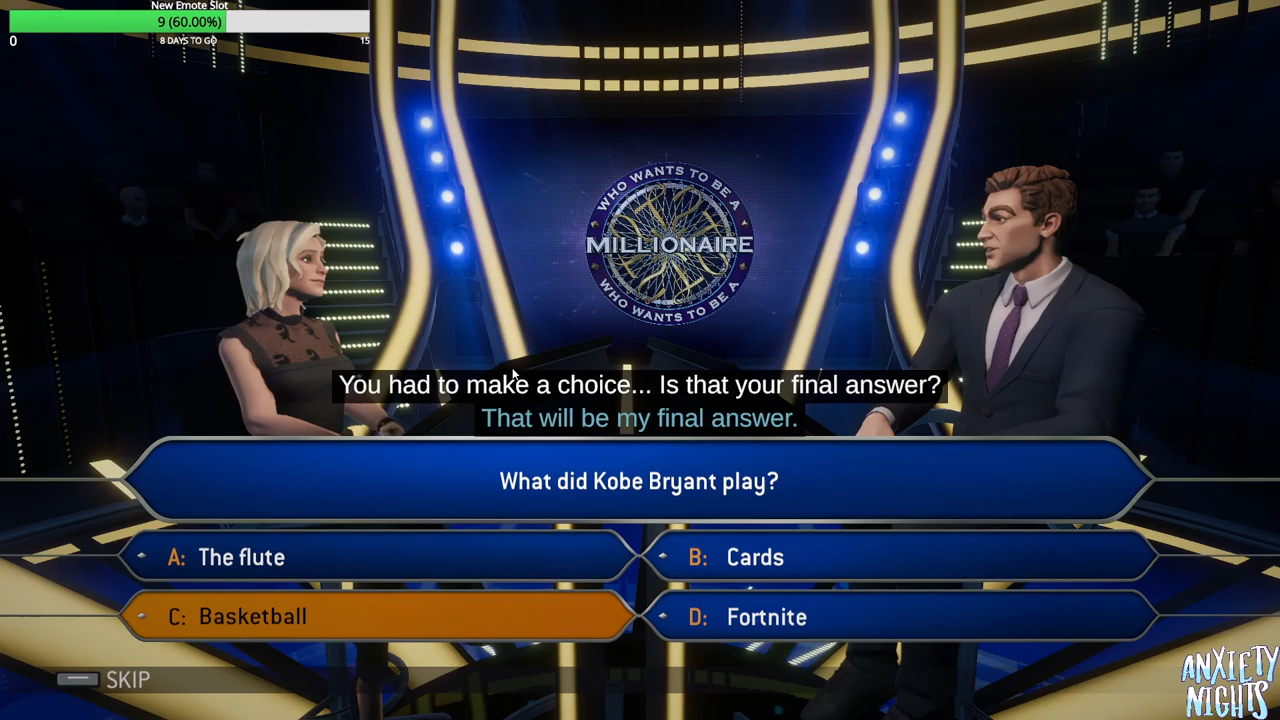 New Emote Slot
9 (60.00%)
0
8 DAYS TO GO
15
WHO WANTS TO BE A
MILLIONAIRE
WHO WANTS TO BE A
You had to make a choice... Is that your final answer?
That will be my final answer.
What did Kobe Bryant play?
A: The flute
B: Cards
C: Basketball
D: Fortnite
SKIP
ANXIETY
NIGHTS